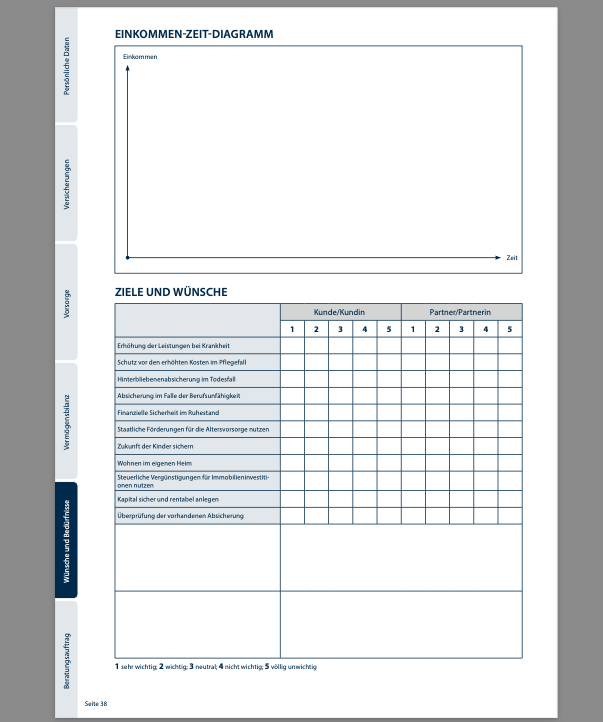 EINKOMMEN-ZEIT-DIAGRAMM
Einkommen
Zeit
ZIELE UND WÜNSCHE
Kunde/Kundin Partner/Partnerin
1 2 3 4 5 1 2 3 4 5
Erhöhung der Leistungen bei Krankheit
Schutz vor den erhöhten Kosten im Pflegefall
Hinterbliebenenabsicherung im Todesfall
Absicherung im Falle der Berufsunfähigkeit
Finanzielle Sicherheit im Ruhestand
Staatliche Förderungen für die Altersvorsorge nutzen
Zukunft der Kinder sichern
Wohnen im eigenen Heim
Steuerliche Vergünstigungen für Immobilieninvestiti-
onen nutzen
Kapital sicher und rentabel anlegen
Überprüfung der vorhandenen Absicherung
1 sehr wichtig; 2 wichtig; 3 neutral; 4 nicht wichtig; 5 völlig unwichtig
Seite 38
Persönliche Daten
Versicherungen
Vorsorge
Vermögensbilanz
Wünsche und Bedürfnisse
Beratungsauftrag